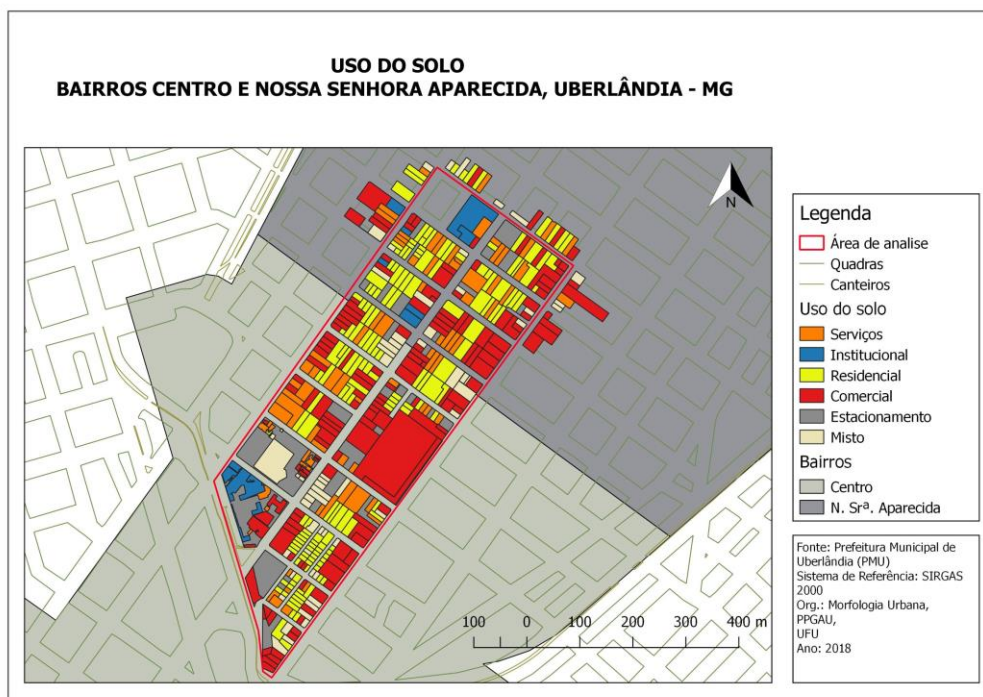 USO DO SOLO
BAIRROS CENTRO E NOSSA SENHORA APARECIDA, UBERLÂNDIA - MG
N
100 0 100 200 300 400 m
Legenda
Área de analise
Quadras
Canteiros
Uso do solo
Serviços
Institucional
Residencial
Comercial
Estacionamento
Misto
Bairros
Centro
N. Srª. Aparecida
Fonte: Prefeitura Municipal de
Uberlândia (PMU)
Sistema de Referência: SIRGAS
2000
Org.: Morfologia Urbana,
PPGAU,
UFU
Ano: 2018